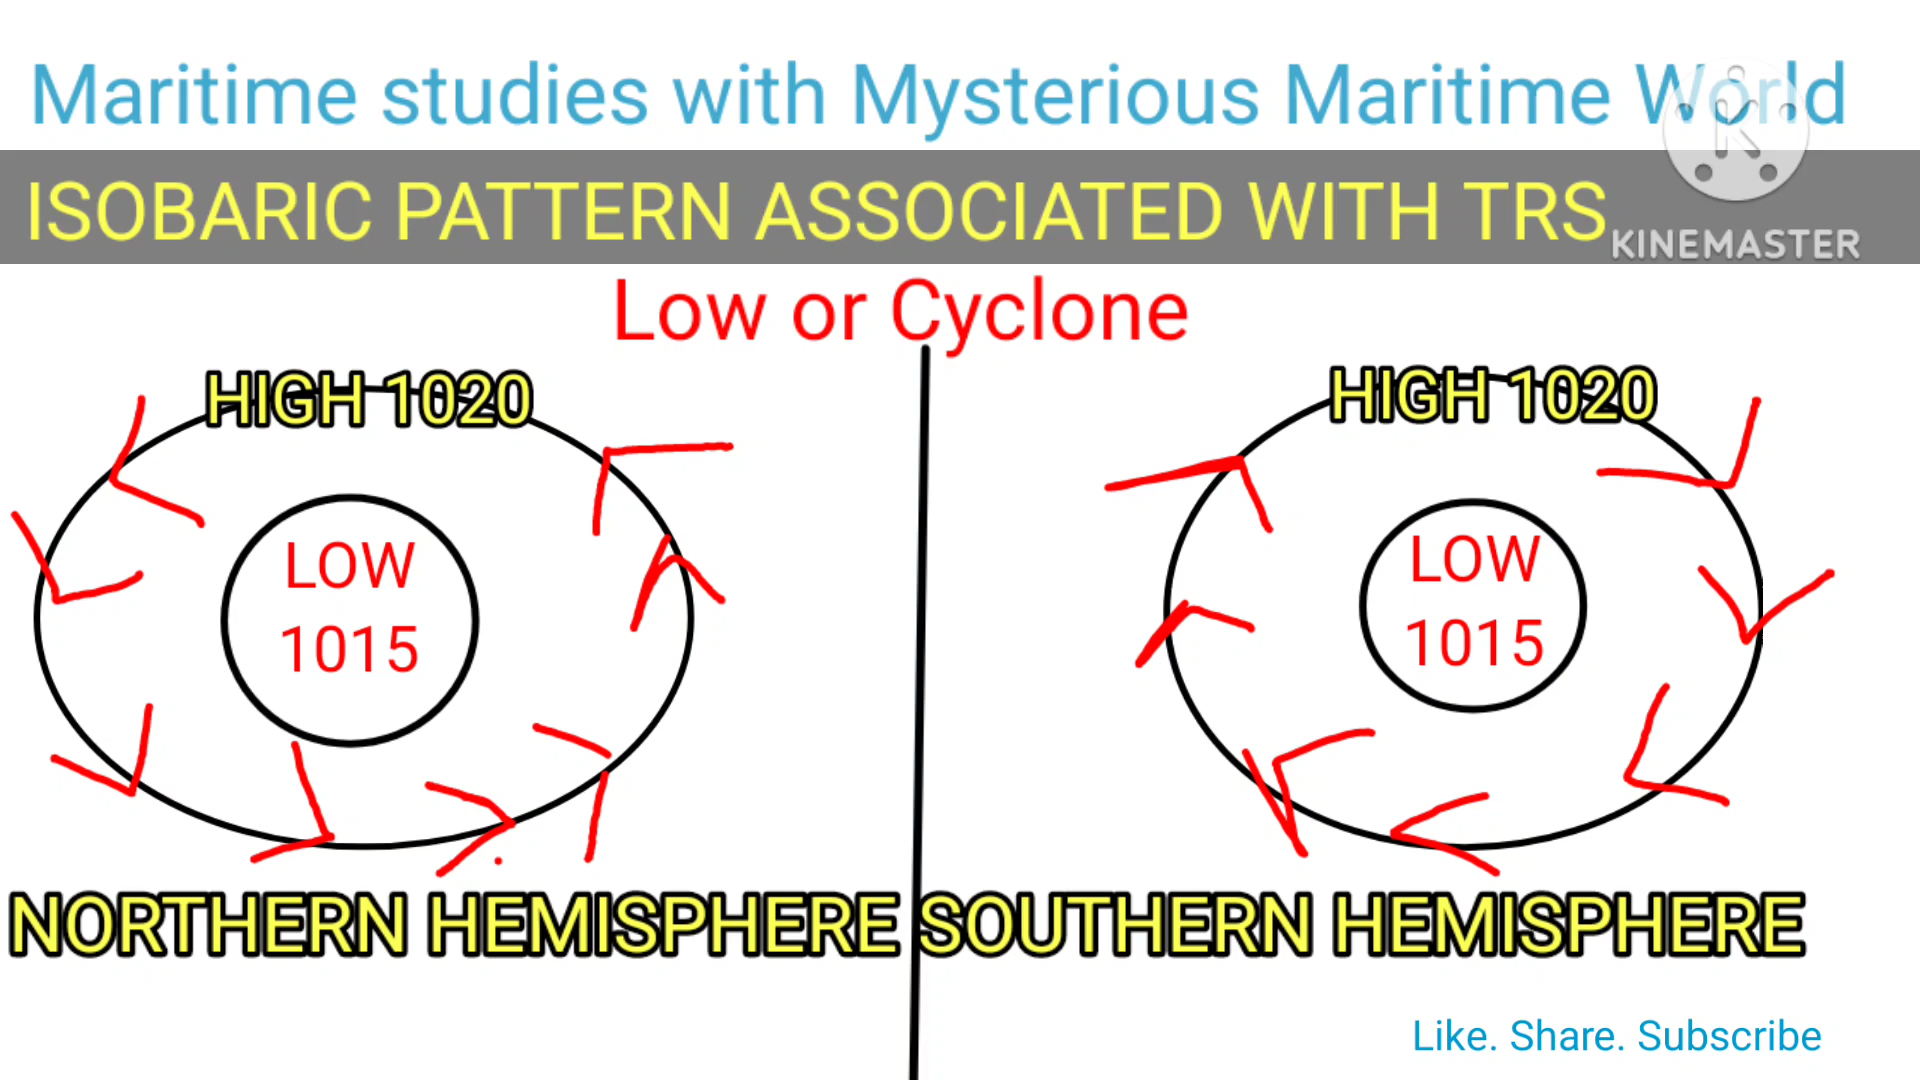 Maritime studies with Mysterious Maritime World
ISOBARIC PATTERN ASSOCIATED WITH TRS
KINEMASTER
Low or Cyclone
HIGH 1020
LOW
1015
NORTHERN HEMISPHERE
HIGH 1020
LOW
1015
SOUTHERN HEMISPHERE
Like. Share. Subscribe